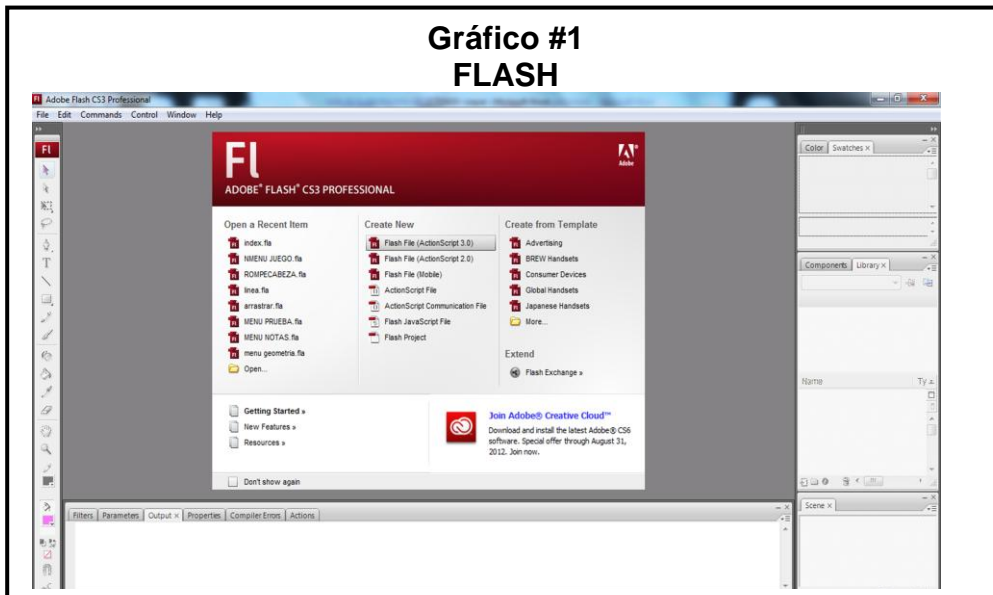 Gráfico #1
FLASH
Fl Adobe Flash CS3 Professional
File Edit Commands Control Window Help
Fl
Fl
Adobe
ADOBE® FLASH® CS3 PROFESSIONAL
Open a Recent Item
index.fla
NMENU JUEGO.fla
ROMPECABEZA.fla
linea.fla
arrastrar.fla
MENU PRUEBA.fla
MENU NOTAS.fla
menu geometria.fla
Open...
Create New
Flash File (ActionScript 3.0)
Flash File (ActionScript 2.0)
Flash File (Mobile)
ActionScript File
ActionScript Communication File
Flash JavaScript File
Flash Project
Create from Template
Advertising
BREW Handsets
Consumer Devices
Global Handsets
Japanese Handsets
More...
Extend
Flash Exchange »
Getting Started »
New Features »
Resources »
Join Adobe® Creative Cloud™
Download and install the latest Adobe® CS6
software. Special offer through August 31,
2012. Join now.
Don't show again
Color Swatches ×
Components Library ×
Name Ty
Scene ×
Filters Parameters Output × Properties Compiler Errors Actions